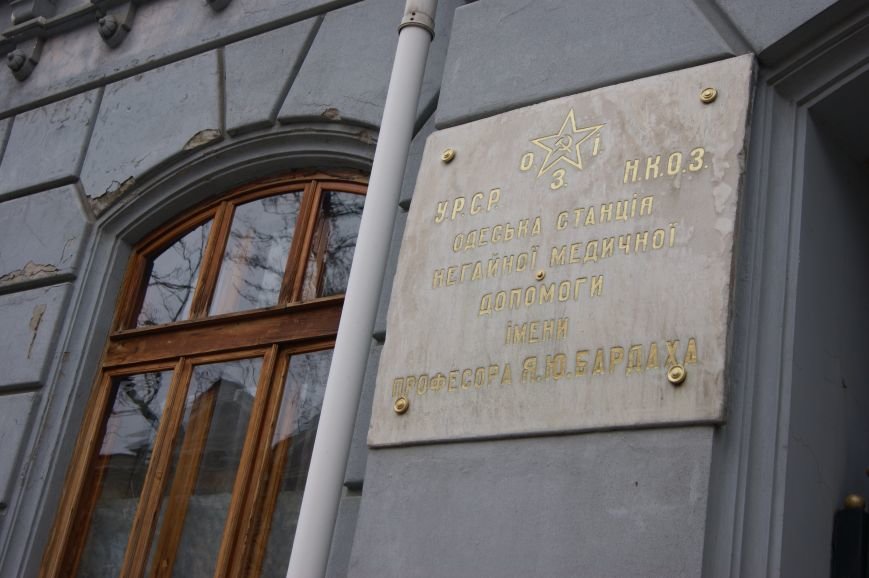 О. І.
З.
У.Р.С.Р. Н.К.О.З.
ОДЕСЬКА СТАНЦІЯ
НЕГАЙНОЇ МЕДИЧНОЇ
ДОПОМОГИ
ІМЕНИ
ПРОФЕСОРА Я.Ю.БАРДАХА